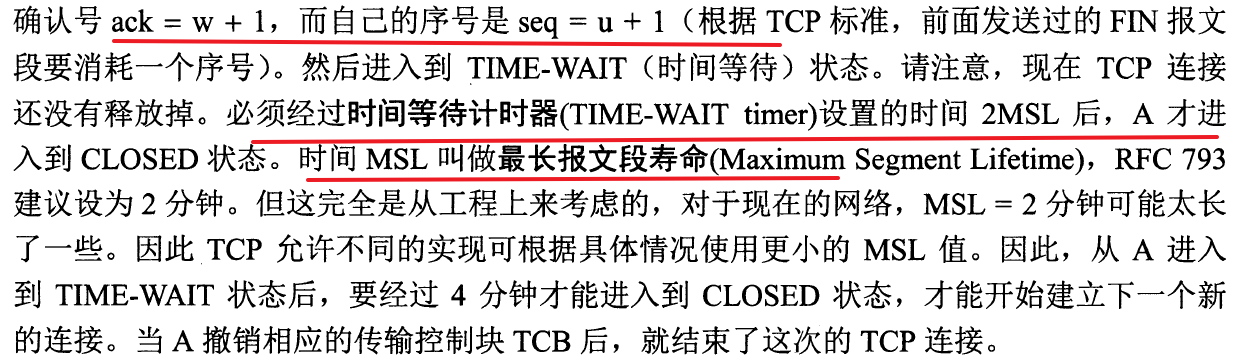 确认号 ack = w + 1，而自己的序号是 seq = u + 1（根据 TCP 标准，前面发送过的 FIN 报文
段要消耗一个序号）。然后进入到 TIME-WAIT（时间等待）状态。请注意，现在 TCP 连接
还没有释放掉。必须经过时间等待计时器(TIME-WAIT timer)设置的时间 2MSL 后，A 才进
入到 CLOSED 状态。时间 MSL 叫做最长报文段寿命(Maximum Segment Lifetime)，RFC 793
建议设为 2 分钟。但这完全是从工程上来考虑的，对于现在的网络，MSL = 2 分钟可能太长
了一些。因此 TCP 允许不同的实现可根据具体情况使用更小的 MSL 值。因此，从 A 进入
到 TIME-WAIT 状态后，要经过 4 分钟才能进入到 CLOSED 状态，才能开始建立下一个新
的连接。当 A 撤销相应的传输控制块 TCB 后，就结束了这次的 TCP 连接。